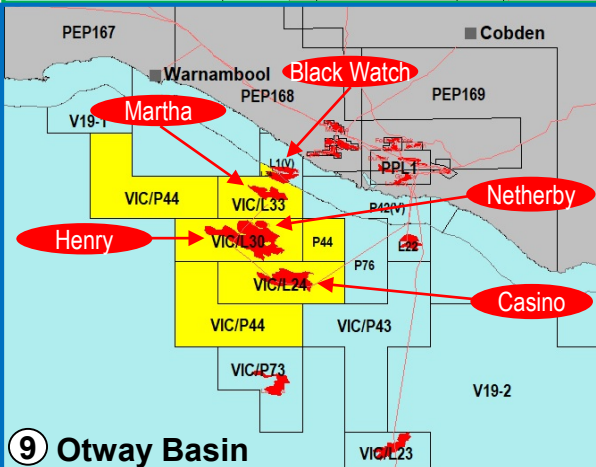 PEP167
Cobden
Warnambool
Black Watch
PEP168
PEP169
Martha
V19-1
L1(V)
PPL1
VIC/P44
VIC/L33
P42(V)
Netherby
Henry
VIC/L30
P44
L22
P76
VIC/L24
Casino
VIC/P44
VIC/P43
VIC/P73
V19-2
9 Otway Basin
VIC/L23